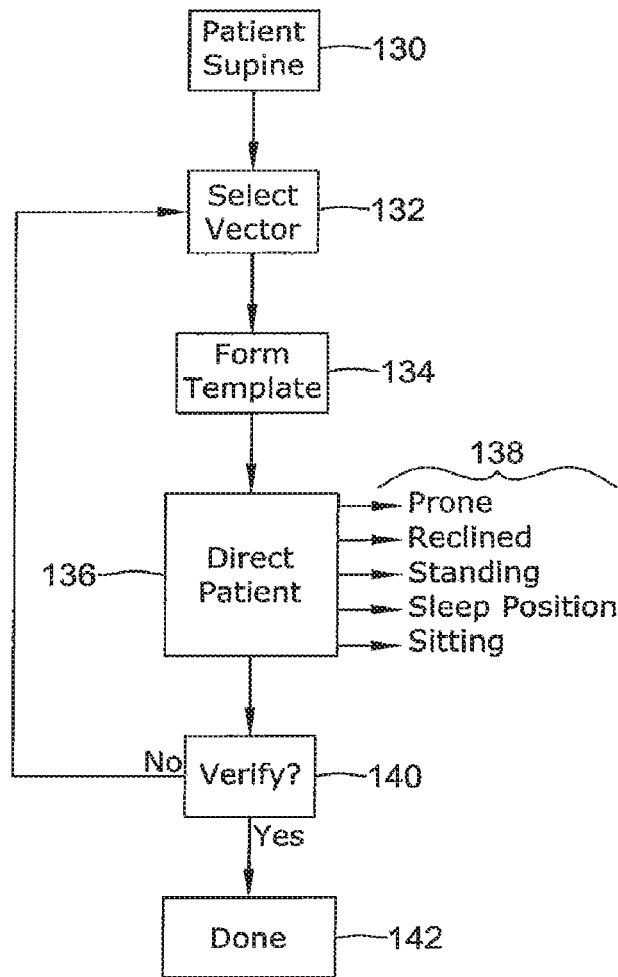 Patient
Supine
130
Select
Vector
132
Form
Template
134
138
Direct
Patient
136
Prone
Reclined
Standing
Sleep Position
Sitting
No
Verify?
140
Yes
Done
142